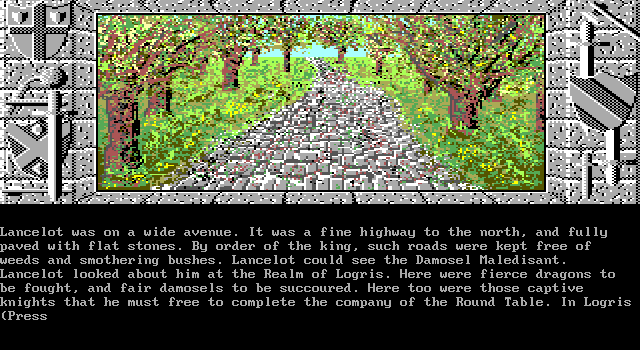 Lancelot was on a wide avenue. It was a fine highway to the north, and fully
paved with flat stones. By order of the king, such roads were kept free of
weeds and smothering bushes. Lancelot could see the Damosel Maledisant.
Lancelot looked about him at the Realm of Logris. Here were fierce dragons to
be fought, and fair damosels to be succoured. Here too were those captive
knights that he must free to complete the company of the Round Table. In Logris
(Press